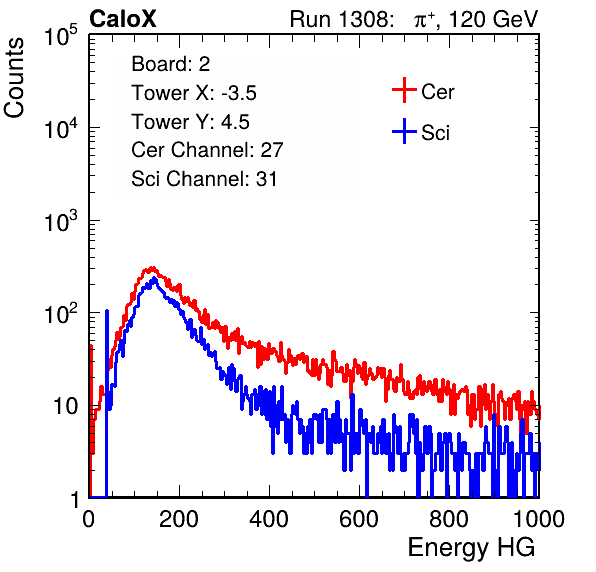 CaloX Run 1308: π⁺, 120 GeV
Counts
10⁵
10⁴
10³
10²
10
1
Board: 2
Tower X: -3.5
Tower Y: 4.5
Cer Channel: 27
Sci Channel: 31
Cer
Sci
0 200 400 600 800 1000
Energy HG